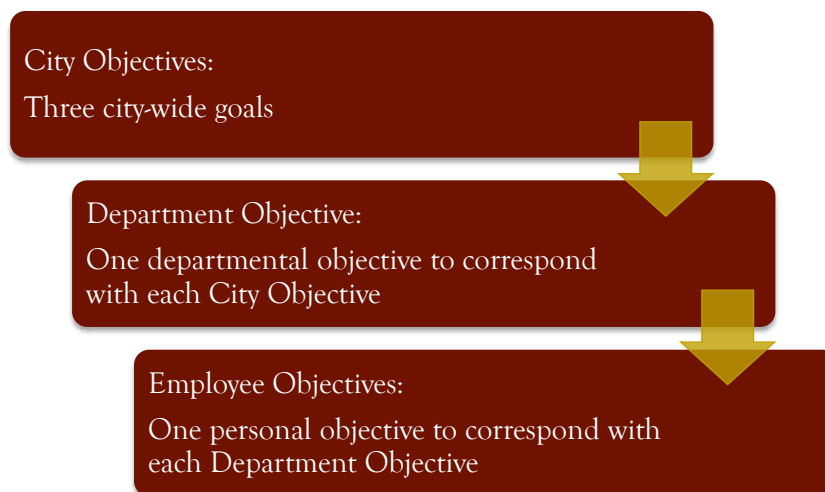 City Objectives:
Three city-wide goals
Department Objective:
One departmental objective to correspond
with each City Objective
Employee Objectives:
One personal objective to correspond with
each Department Objective